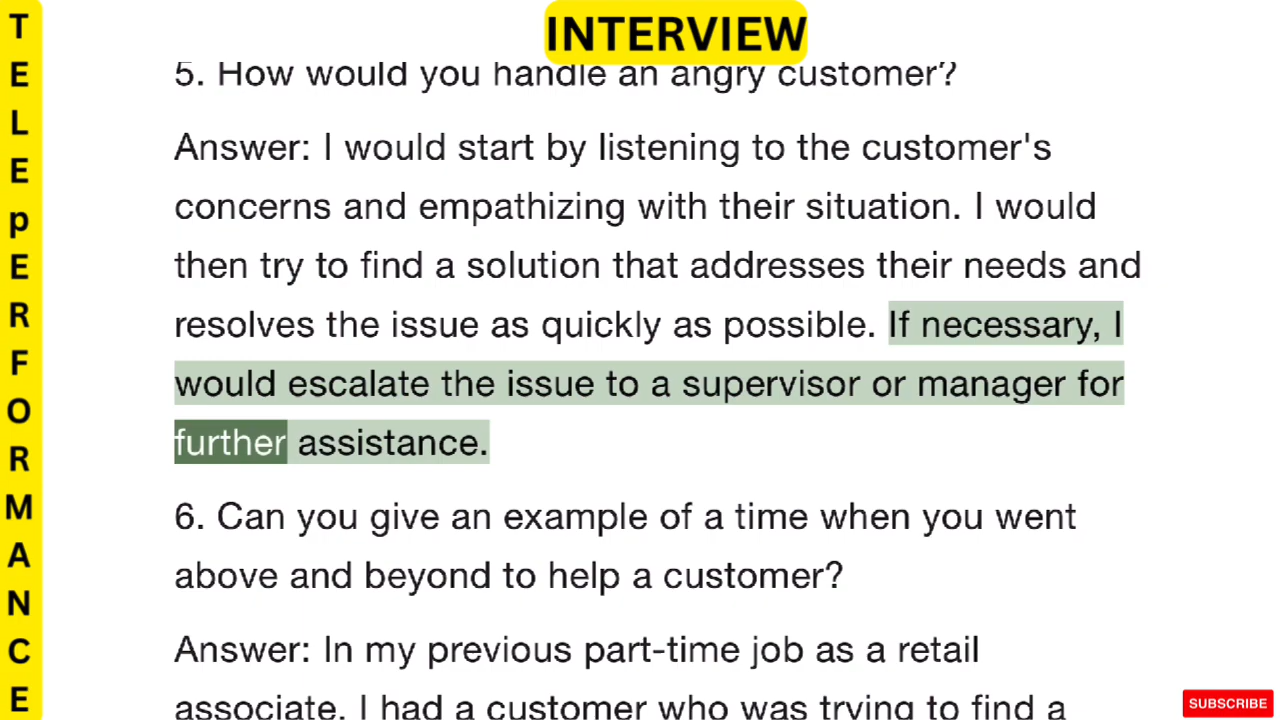 TELEpERFORMANCE
INTERVIEW
5. How would you handle an angry customer?
Answer: I would start by listening to the customer's
concerns and empathizing with their situation. I would
then try to find a solution that addresses their needs and
resolves the issue as quickly as possible. If necessary, I
would escalate the issue to a supervisor or manager for
further assistance.
6. Can you give an example of a time when you went
above and beyond to help a customer?
Answer: In my previous part-time job as a retail
associate, I had a customer who was trying to find a
SUBSCRIBE